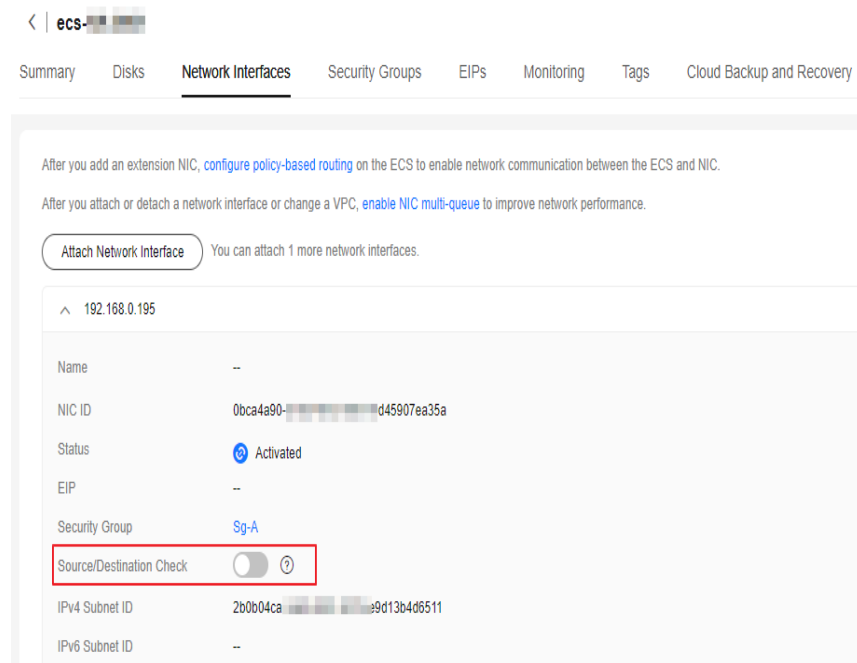 ecs-
Summary Disks Network Interfaces Security Groups EIPs Monitoring Tags Cloud Backup and Recovery
After you add an extension NIC, configure policy-based routing on the ECS to enable network communication between the ECS and NIC.
After you attach or detach a network interface or change a VPC, enable NIC multi-queue to improve network performance.
Attach Network Interface You can attach 1 more network interfaces.
192.168.0.195
Name --
NIC ID 0bca4a90- d45907ea35a
Status Activated
EIP --
Security Group Sg-A
Source/Destination Check ?
IPv4 Subnet ID 2b0b04ca e9d13b4d6511
IPv6 Subnet ID --